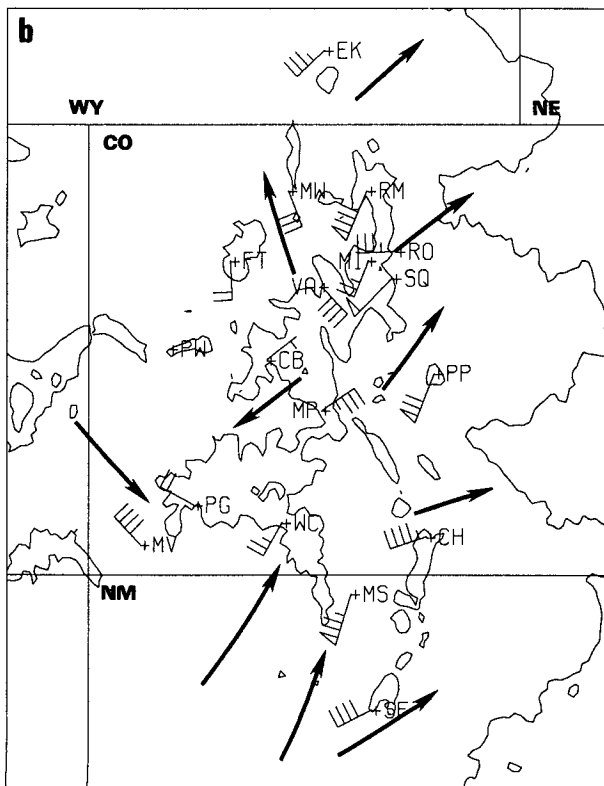 b
+EK
WY
NE
CO
+MW
+RM
+FT
+RO
MI+
VA+
+SQ
+PW
+CB
+PP
MP+
+PG
+WC
+MV
+CH
NM
+MS
+SF